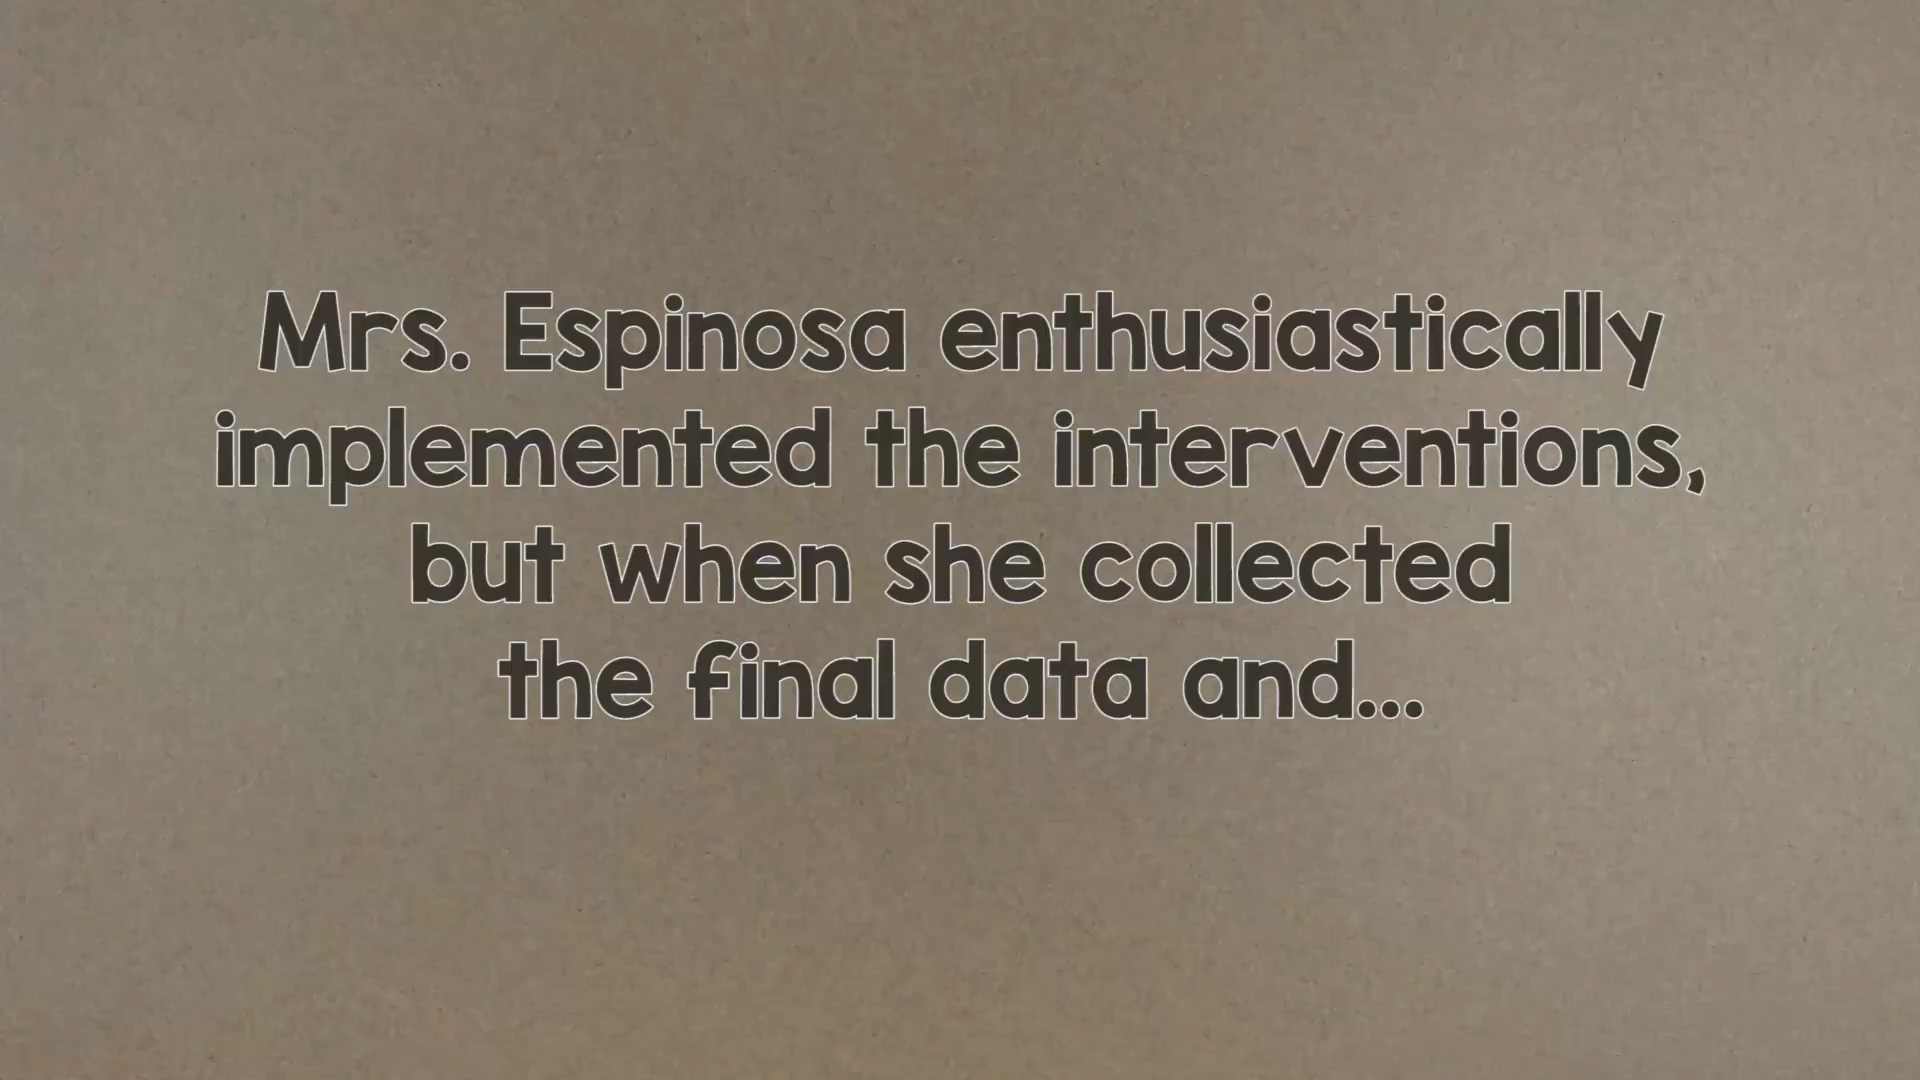 Mrs. Espinosa enthusiastically
implemented the interventions,
but when she collected
the final data and...